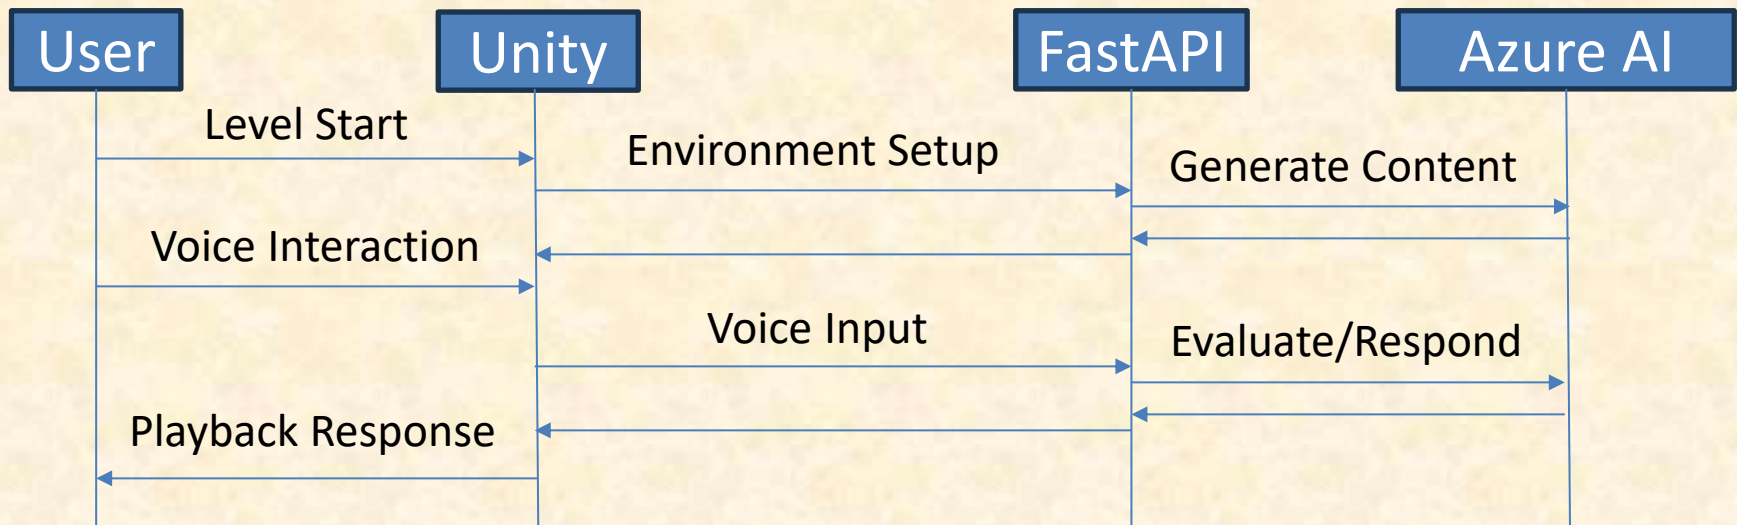 User
Unity
FastAPI
Azure AI
Level Start
Environment Setup
Generate Content
Voice Interaction
Voice Input
Evaluate/Respond
Playback Response